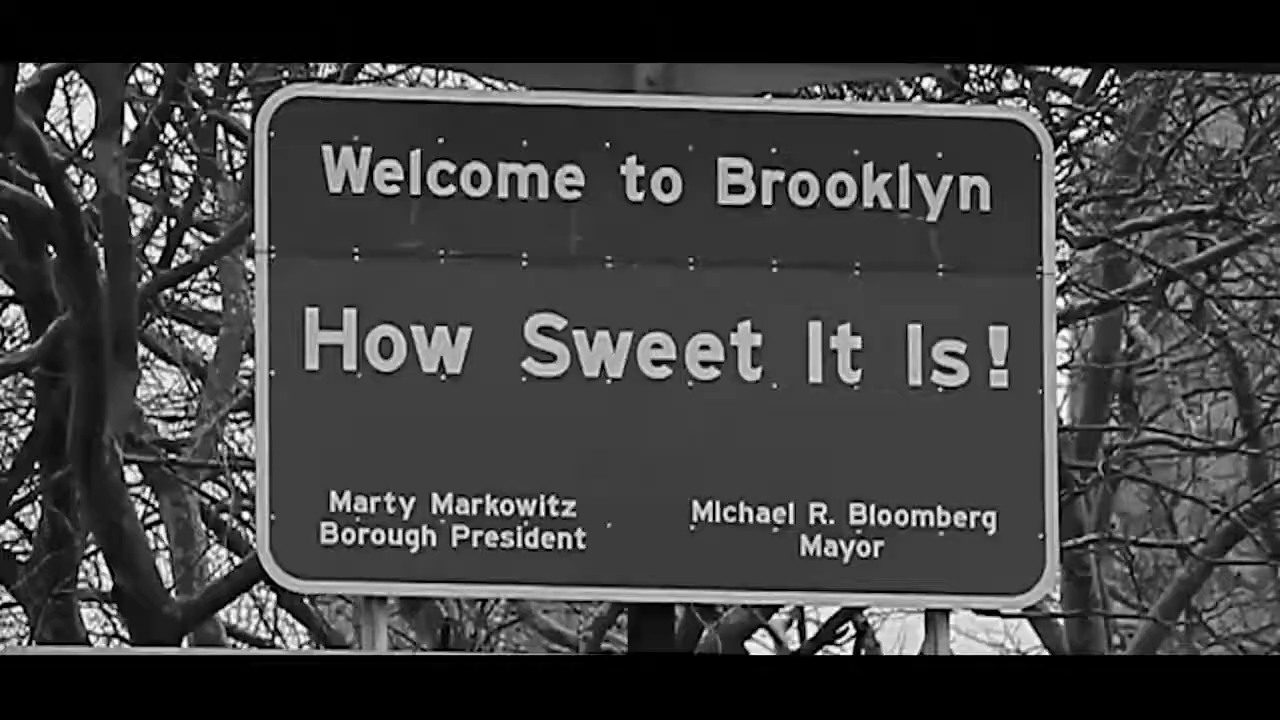 Welcome to Brooklyn
How Sweet It Is!
Marty Markowitz
Borough President
Michael R. Bloomberg
Mayor